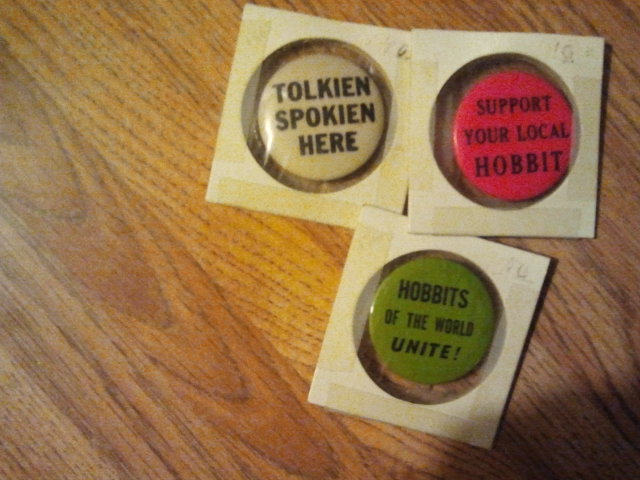 TOLKIEN
SPOKIEN
HERE
SUPPORT
YOUR LOCAL
HOBBIT
HOBBITS
OF THE WORLD
UNITE!